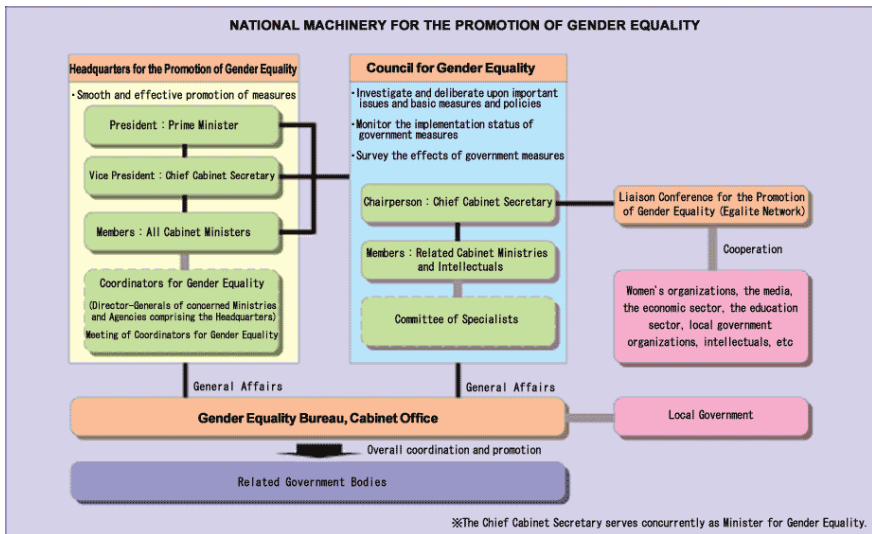 NATIONAL MACHINERY FOR THE PROMOTION OF GENDER EQUALITY
Headquarters for the Promotion of Gender Equality
・Smooth and effective promotion of measures
President：Prime Minister
Vice President：Chief Cabinet Secretary
Members：All Cabinet Ministers
Coordinators for Gender Equality
(Director-Generals of concerned Ministries
and Agencies comprising the Headquarters)
Meeting of Coordinators for Gender Equality
Council for Gender Equality
・Investigate and deliberate upon important
issues and basic measures and policies
・Monitor the implementation status of
government measures
・Survey the effects of government measures
Chairperson：Chief Cabinet Secretary
Members：Related Cabinet Ministries
and Intellectuals
Committee of Specialists
Liaison Conference for the Promotion
of Gender Equality (Egalite Network)
Cooperation
Women's organizations, the media,
the economic sector, the education
sector, local government
organizations, intellectuals, etc
General Affairs
General Affairs
Gender Equality Bureau, Cabinet Office
Local Government
Overall coordination and promotion
Related Government Bodies
※The Chief Cabinet Secretary serves concurrently as Minister for Gender Equality.